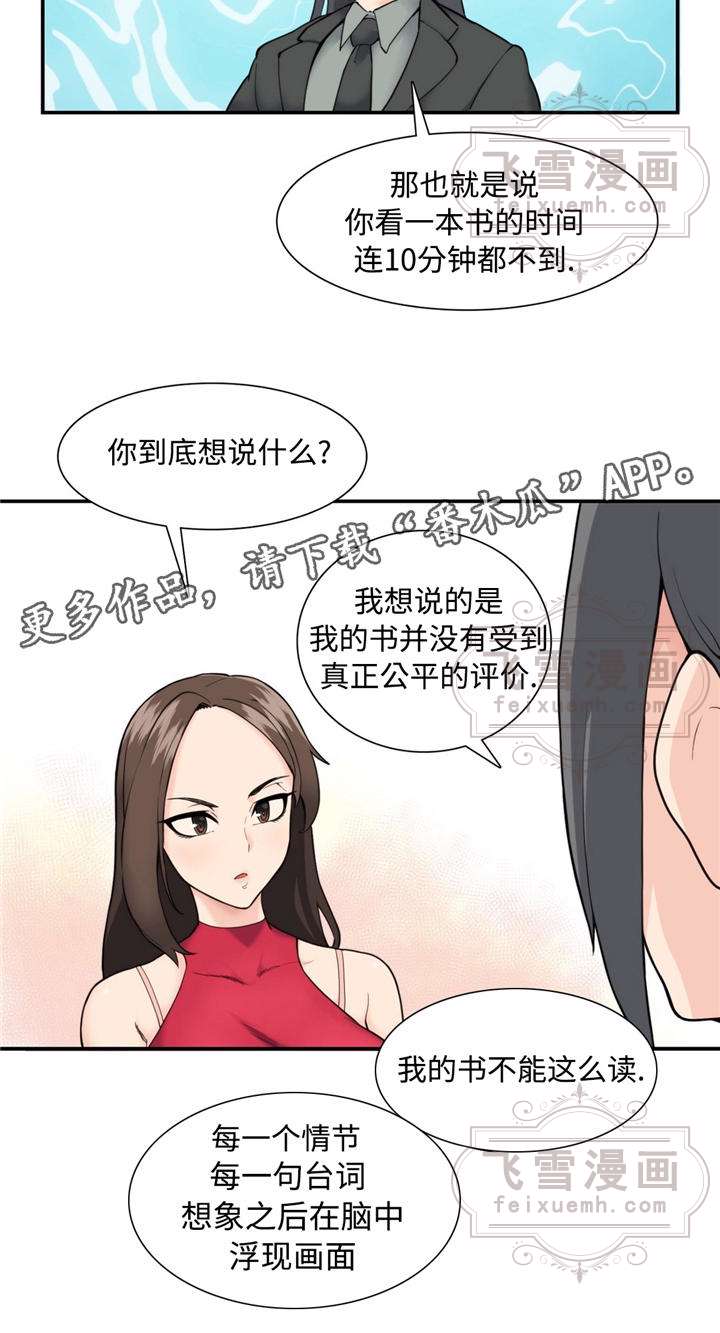 飞雪漫画
feixuemh.com
那也就是说
你看一本书的时间
连10分钟都不到.
你到底想说什么?
更多作品，请下载“番木瓜”APP。
我想说的是
我的书并没有受到
真正公平的评价.
飞雪漫画
feixuemh.com
我的书不能这么读.
每一个情节
每一句台词
想象之后在脑中
浮现画面
飞雪漫画
feixuemh.com